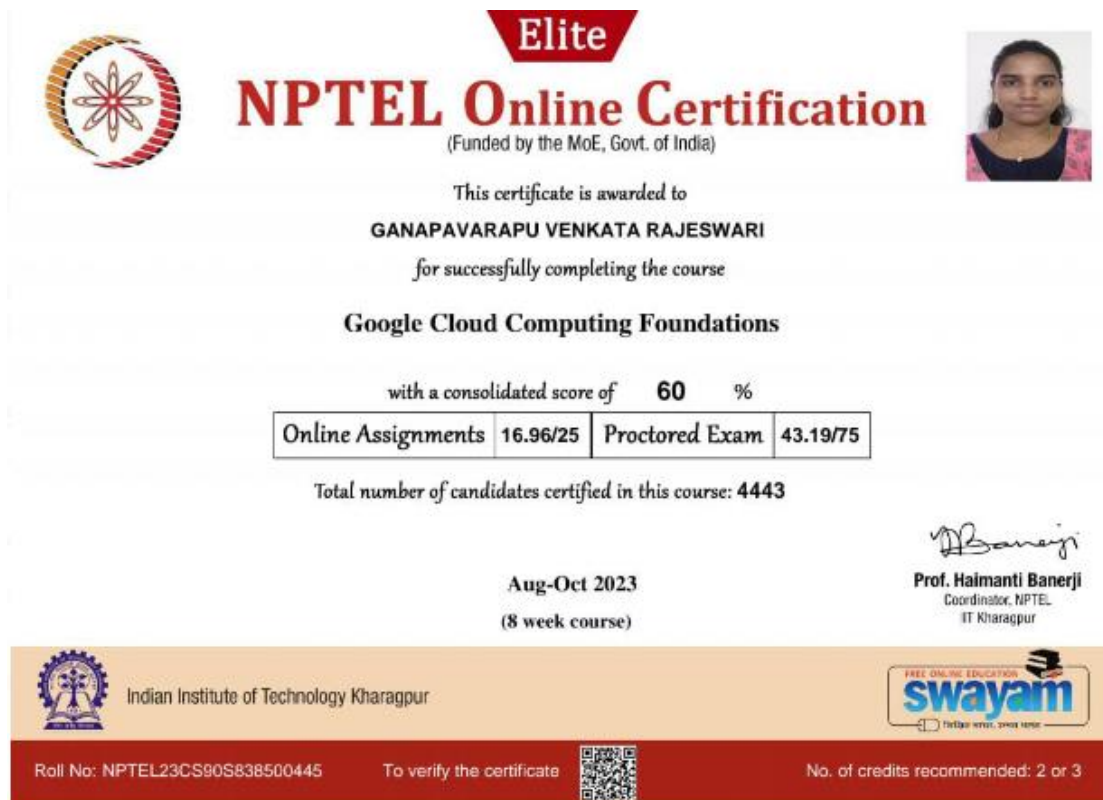 Elite
NPTEL Online Certification
(Funded by the MoE, Govt. of India)
This certificate is awarded to
GANAPAVARAPU VENKATA RAJESWARI
for successfully completing the course
Google Cloud Computing Foundations
with a consolidated score of 60 %
Online Assignments 16.96/25 Proctored Exam 43.19/75
Total number of candidates certified in this course: 4443
Aug-Oct 2023
(8 week course)
Prof. Haimanti Banerji
Coordinator, NPTEL
IIT Kharagpur
Indian Institute of Technology Kharagpur
FREE ONLINE EDUCATION
swayam
Roll No: NPTEL23CS90S838500445
To verify the certificate
No. of credits recommended: 2 or 3